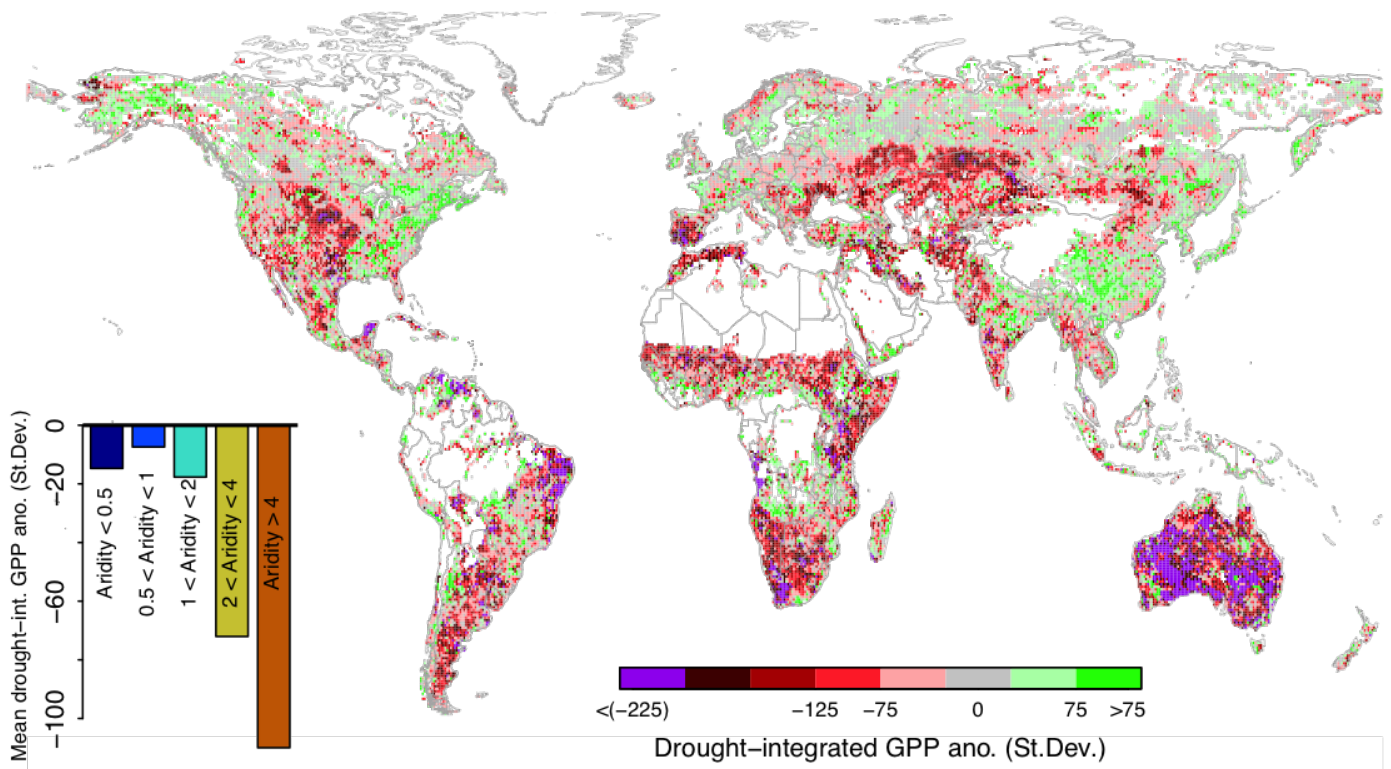 Mean drought−int. GPP ano. (St.Dev.)
0
−20
−60
−100
Aridity < 0.5
0.5 < Aridity < 1
1 < Aridity < 2
2 < Aridity < 4
Aridity > 4
<(−225) −125 −75 0 75 >75
Drought−integrated GPP ano. (St.Dev.)